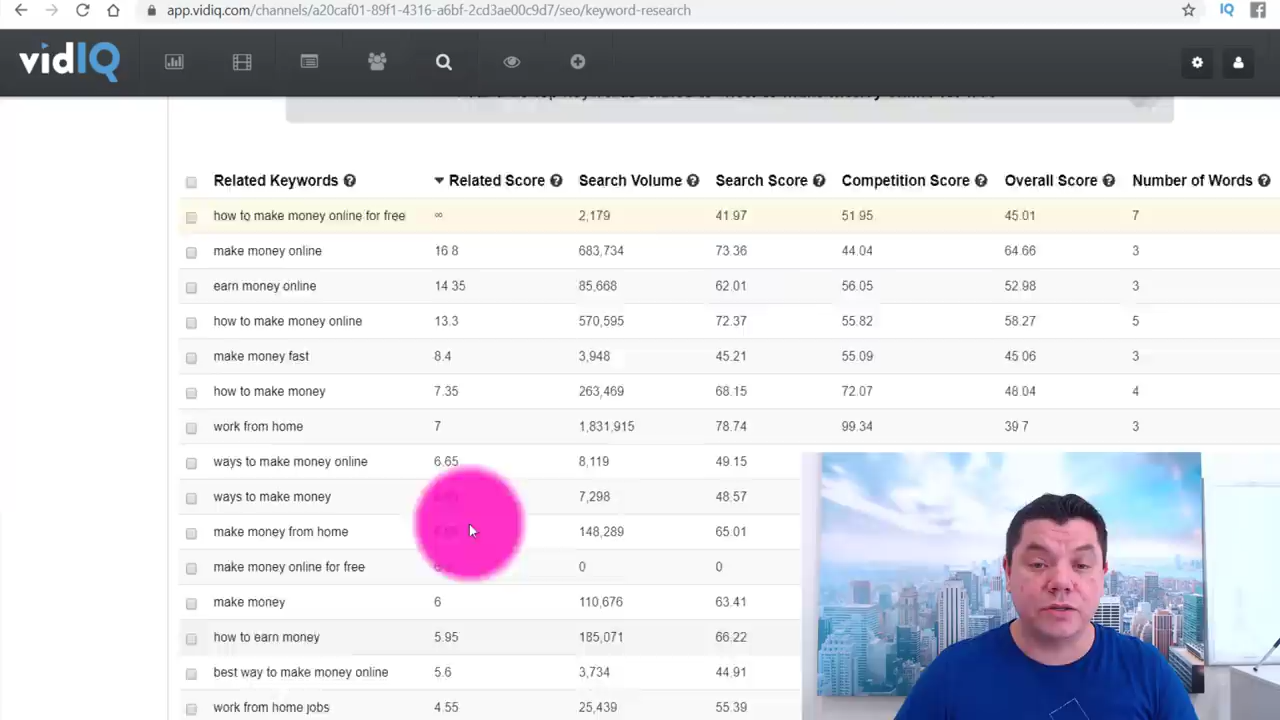 app.vidiq.com/channels/a20caf01-89f1-4316-a6bf-2cd3ae00c9d7/seo/keyword-research
IQ
vidIQ
Related Keywords ? Related Score ? Search Volume ? Search Score ? Competition Score ? Overall Score ? Number of Words ?
how to make money online for free ∞ 2,179 41.97 51.95 45.01 7
make money online 16 8 683,734 73.36 44.04 64.66 3
earn money online 14 35 85,668 62.01 56.05 52.98 3
how to make money online 13.3 570,595 72.37 55.82 58.27 5
make money fast 8.4 3,948 45.21 55.09 45.06 3
how to make money 7.35 263,469 68.15 72.07 48.04 4
work from home 7 1,831,915 78.74 99.34 39 7 3
ways to make money online 6.65 8,119 49.15
ways to make money 7,298 48.57
make money from home 148,289 65.01
make money online for free 0 0
make money 6 110,676 63.41
how to earn money 5.95 185,071 66.22
best way to make money online 5.6 3,734 44.91
work from home jobs 4.55 25,439 55.39